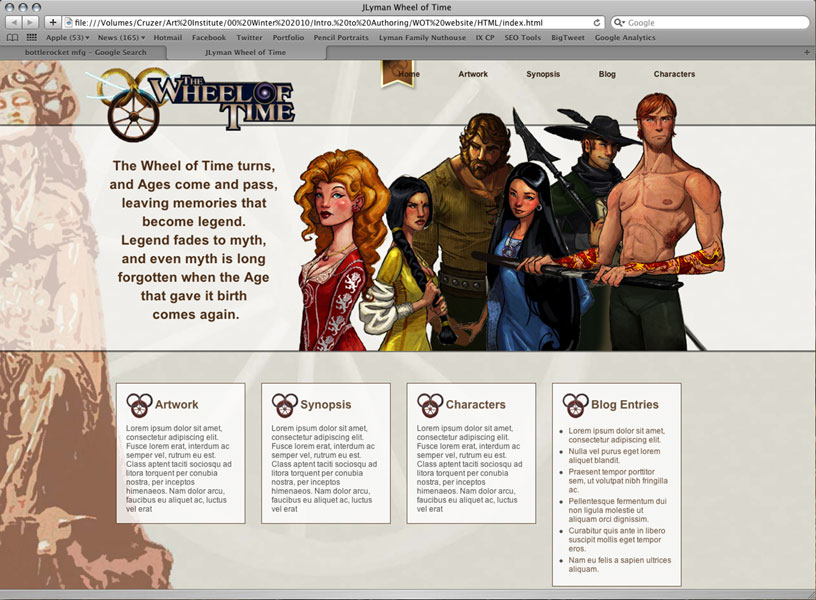 JLyman Wheel of Time
file:///Volumes/Cruzer/Art%20Institute/00%20Winter%202010/Intro.%20to%20Authoring/WOT%20website/HTML/index.html
Google
Apple (53)
News (165)
Hotmail
Facebook
Twitter
Portfolio
Pencil Portraits
Lyman Family Nuthouse
IX CP
SEO Tools
BigTweet
Google Analytics
bottlerocket mfg – Google Search
JLyman Wheel of Time
THE
WHEEL OF
TIME
Home
Artwork
Synopsis
Blog
Characters
The Wheel of Time turns,
and Ages come and pass,
leaving memories that
become legend.
Legend fades to myth,
and even myth is long
forgotten when the Age
that gave it birth
comes again.
Artwork
Lorem ipsum dolor sit amet,
consectetur adipiscing elit.
Fusce lorem erat, interdum ac
semper vel, rutrum eu est.
Class aptent taciti sociosqu ad
litora torquent per conubia
nostra, per inceptos
himenaeos. Nam dolor arcu,
faucibus eu aliquet ac, luctus
vel erat
Synopsis
Lorem ipsum dolor sit amet,
consectetur adipiscing elit.
Fusce lorem erat, interdum ac
semper vel, rutrum eu est.
Class aptent taciti sociosqu ad
litora torquent per conubia
nostra, per inceptos
himenaeos. Nam dolor arcu,
faucibus eu aliquet ac, luctus
vel erat
Characters
Lorem ipsum dolor sit amet,
consectetur adipiscing elit.
Fusce lorem erat, interdum ac
semper vel, rutrum eu est.
Class aptent taciti sociosqu ad
litora torquent per conubia
nostra, per inceptos
himenaeos. Nam dolor arcu,
faucibus eu aliquet ac, luctus
vel erat
Blog Entries
Lorem ipsum dolor sit amet,
consectetur adipiscing elit.
Nulla vel purus eget lorem
aliquet blandit.
Praesent tempor porttitor
sem, ut volutpat nibh fringilla
ac.
Pellentesque fermentum dui
non ligula molestie ut
aliquam orci dignissim.
Curabitur quis ante in libero
suscipit mollis eget tempor
eros.
Nam eu felis a sapien ultrices
aliquam.